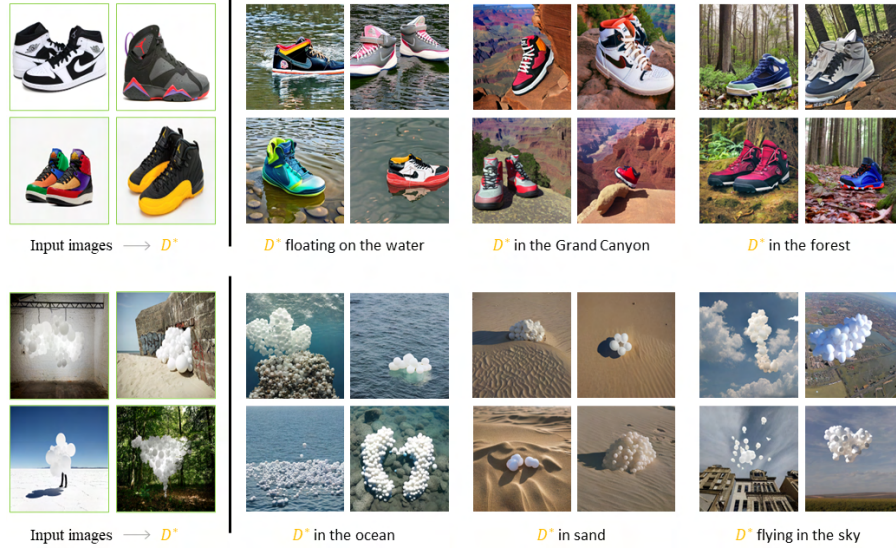 Input images → D*
D* floating on the water
D* in the Grand Canyon
D* in the forest
Input images → D*
D* in the ocean
D* in sand
D* flying in the sky